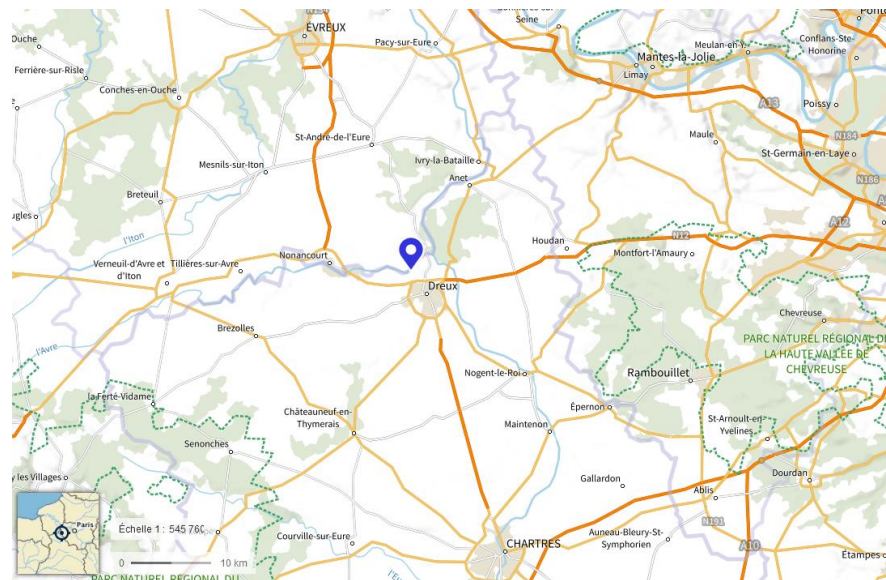 N154
Ouche
ÉVREUX
Pacy-sur-Eure
Seine
Meulan-en-Y.
Conflans-Ste-
Honorine
Mantes-la-Jolie
Limay
Ferrière-sur-Risle
Conches-en-Ouche
A13
Poissy
St-André-de-l'Eure
Maule
N184
St-Germain-en-Laye
Mesnils-sur-Iton
Ivry-la-Bataille
Anet
N186
Breteuil
l'Iton
A12
Houdan
N12
Montfort-l'Amaury
Verneuil-d'Avre et
d'Iton
Tillières-sur-Avre
Nonancourt
Dreux
Chevreuse
Brezolles
l'Avre
PARC NATUREL RÉGIONAL DE
LA HAUTE VALLÉE DE
CHEVREUSE
Nogent-le-Roi
Rambouillet
la Ferté-Vidame
Châteauneuf-en-
Thymerais
Épernon
St-Arnoult-en-
Yvelines
Maintenon
Senonches
les Villages
Gallardon
Dourdan
Ablis
Paris
Échelle 1 : 545 760
N191
Auneau-Bleury-St-
Symphorien
A10
Étampes
Courville-sur-Eure
CHARTRES
0 10 km
PARC NATUREL RÉGIONAL DU